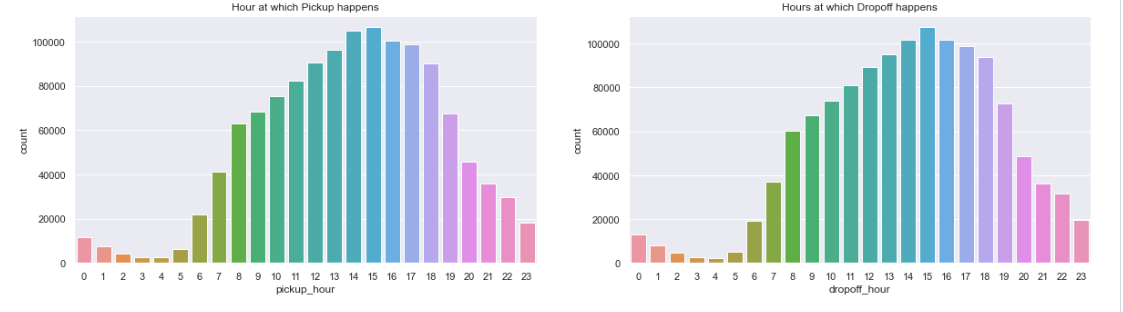 Hour at which Pickup happens
100000
80000
60000
40000
20000
0
count
0 1 2 3 4 5 6 7 8 9 10 11 12 13 14 15 16 17 18 19 20 21 22 23
pickup_hour
Hours at which Dropoff happens
100000
80000
60000
40000
20000
0
count
0 1 2 3 4 5 6 7 8 9 10 11 12 13 14 15 16 17 18 19 20 21 22 23
dropoff_hour